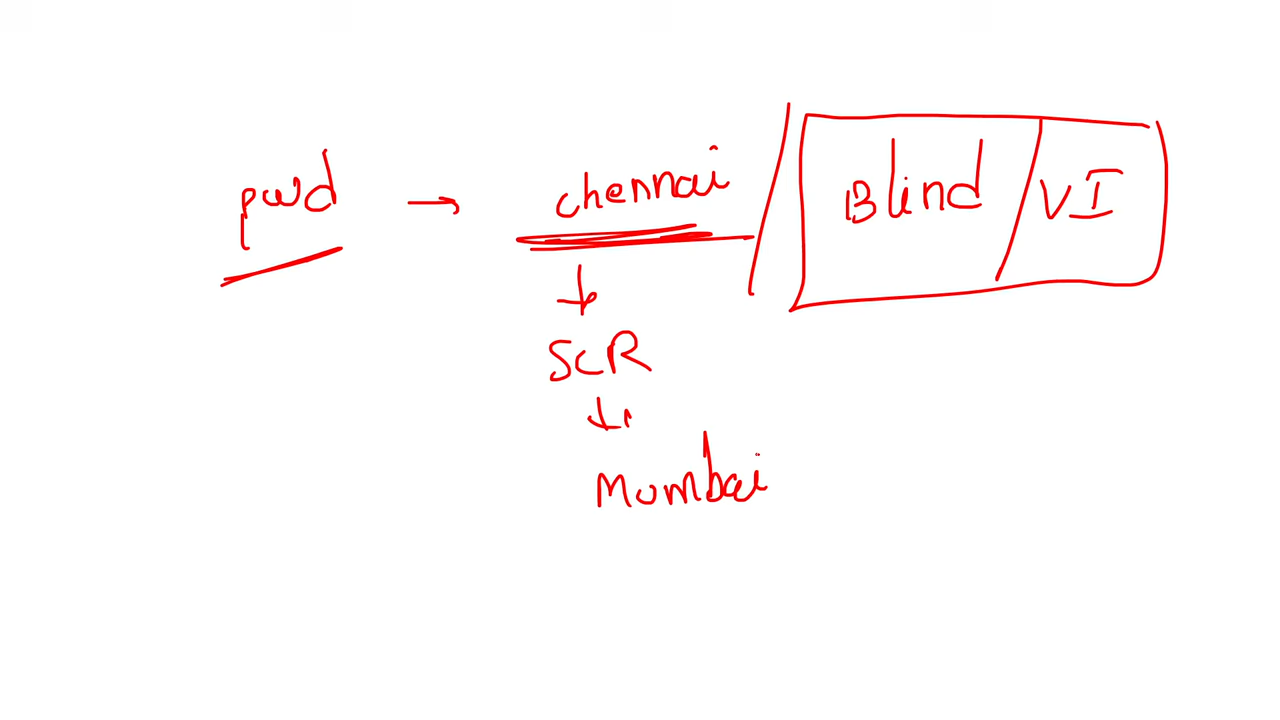 pwd → chennai / Blind / VI
↓
SCR
↓
Mumbai